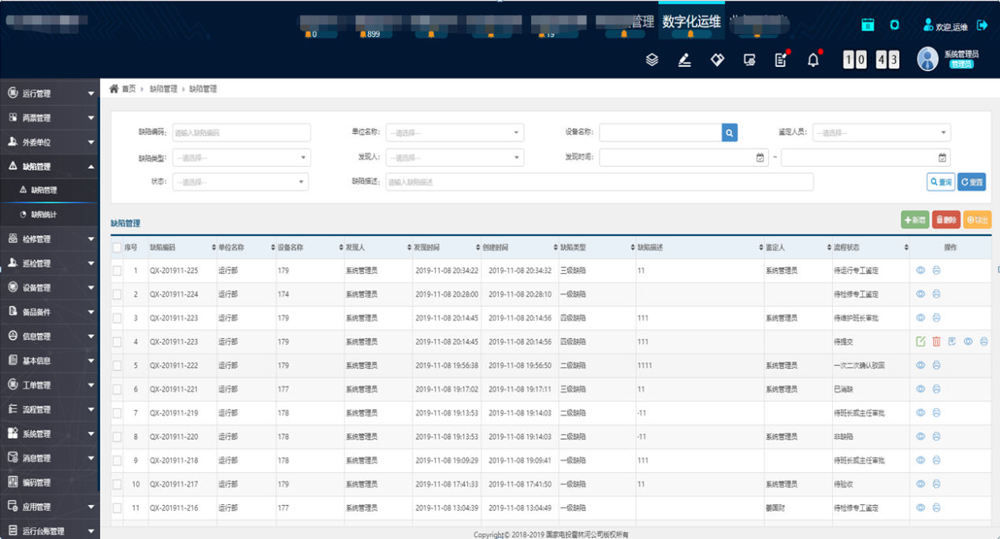 管理 数字化运维
0 899 19
欢迎,运维
10 43 系统管理员
管理员
运行管理
两票管理
外委单位
缺陷管理
缺陷管理
缺陷统计
检修管理
巡检管理
设备管理
备品备件
信息管理
基本信息
工单管理
流程管理
系统管理
消息管理
编码管理
应用管理
运行台账管理
首页 缺陷管理 缺陷管理
缺陷编码: 请输入缺陷编码 单位名称: --请选择-- 设备名称: 鉴定人员: --请选择--
缺陷类型: --请选择-- 发现人: --请选择-- 发现时间: ~
状态: --请选择-- 缺陷描述: 请输入缺陷描述 查询 重置
缺陷管理 新增 删除 导出
序号 缺陷编码 单位名称 设备名称 发现人 发现时间 创建时间 缺陷类型 缺陷描述 鉴定人 流程状态 操作
1 QX-201911-225 运行部 179 系统管理员 2019-11-08 20:34:22 2019-11-08 20:34:32 三级缺陷 11 系统管理员 待运行专工鉴定
2 QX-201911-224 运行部 174 系统管理员 2019-11-08 20:28:00 2019-11-08 20:28:10 一级缺陷 待检修专工鉴定
3 QX-201911-223 运行部 179 系统管理员 2019-11-08 20:14:45 2019-11-08 20:14:56 四级缺陷 111 系统管理员 待维护班长审批
4 QX-201911-223 运行部 179 系统管理员 2019-11-08 20:14:45 2019-11-08 20:14:56 四级缺陷 111 待提交
5 QX-201911-222 运行部 179 系统管理员 2019-11-08 19:56:38 2019-11-08 19:56:50 二级缺陷 1111 系统管理员 一次二次确认驳回
6 QX-201911-221 运行部 177 系统管理员 2019-11-08 19:17:02 2019-11-08 19:17:11 三级缺陷 11 系统管理员 已消缺
7 QX-201911-219 运行部 178 系统管理员 2019-11-08 19:13:53 2019-11-08 19:14:03 二级缺陷 -11 待班长或主任审批
8 QX-201911-220 运行部 178 系统管理员 2019-11-08 19:13:53 2019-11-08 19:14:03 二级缺陷 -11 系统管理员 非缺陷
9 QX-201911-218 运行部 178 系统管理员 2019-11-08 19:09:29 2019-11-08 19:09:41 一级缺陷 111 待班长或主任审批
10 QX-201911-217 运行部 179 系统管理员 2019-11-08 17:41:33 2019-11-08 17:41:50 一级缺陷 11 系统管理员 待验收
11 QX-201911-216 运行部 177 系统管理员 2019-11-08 13:04:39 2019-11-08 13:04:49 一级缺陷 姜国财 待检修专工鉴定
Copyright© 2018-2019 国家电投霍林河公司版权所有